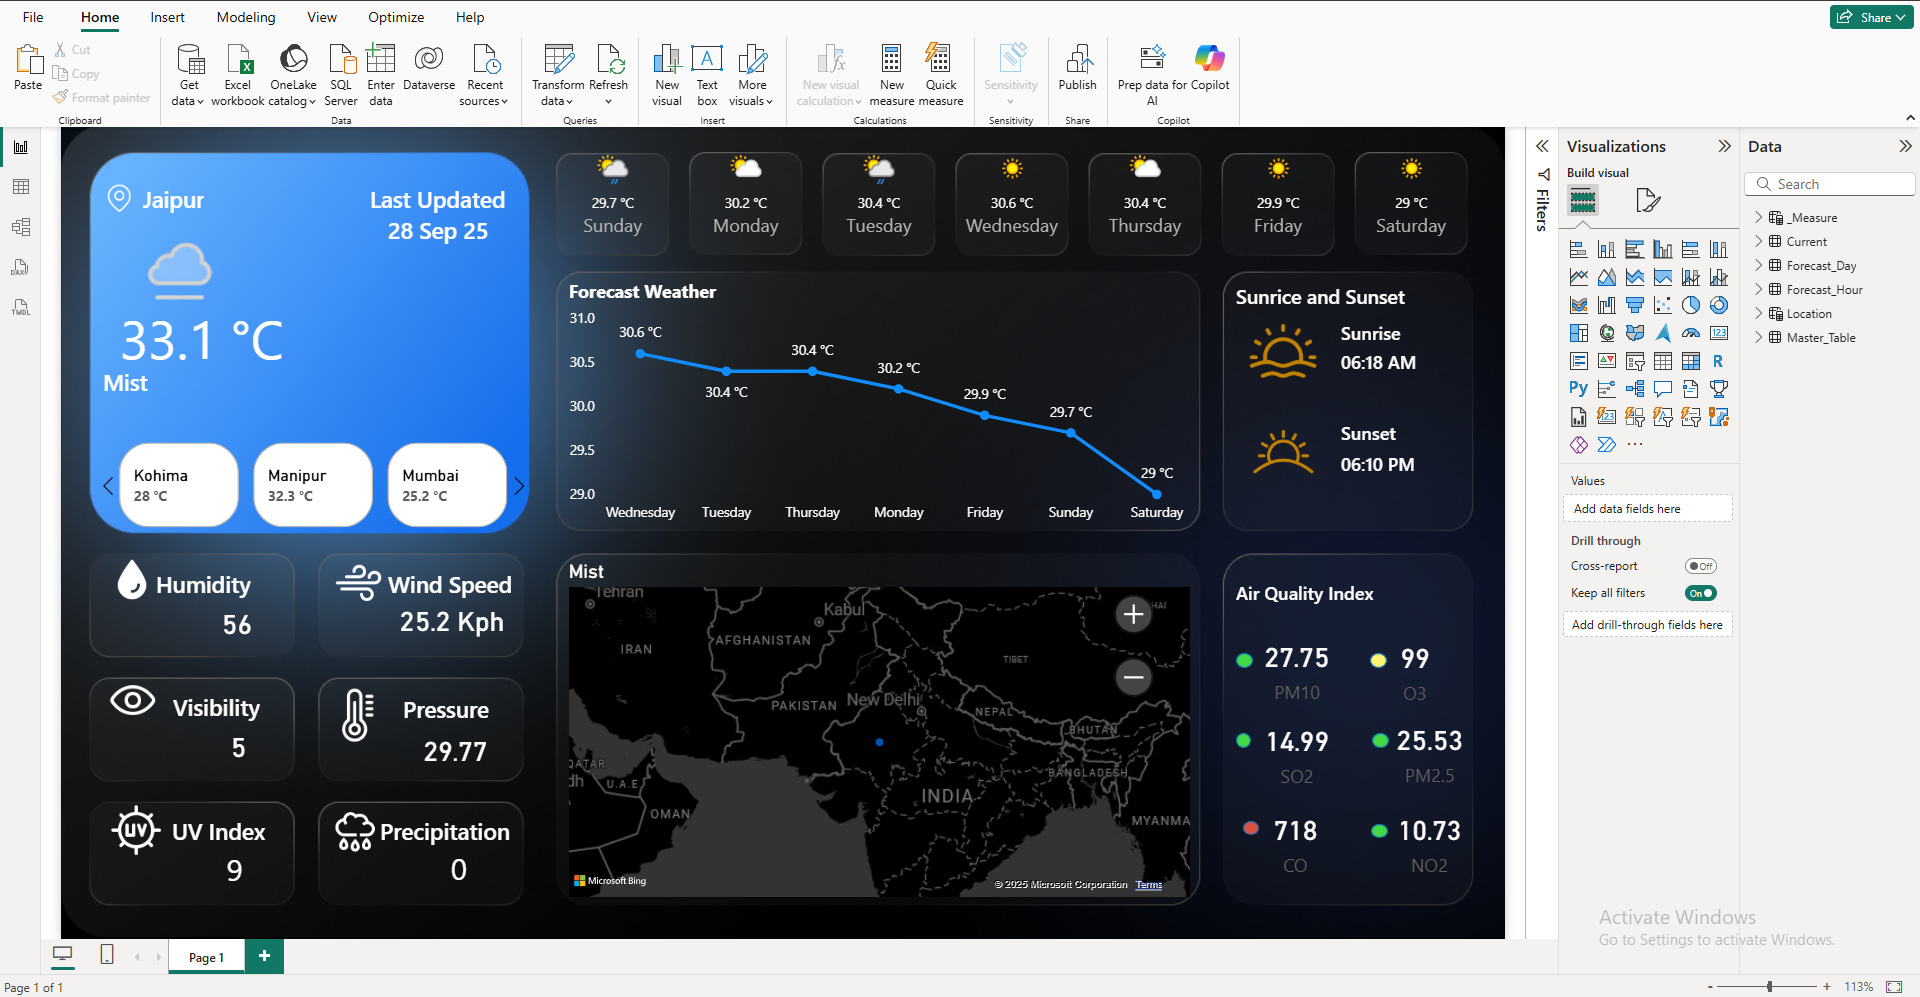 File Home Insert Modeling View Optimize Help Share
Paste
Cut
Copy
Format painter
Clipboard
Get data
Excel workbook
OneLake catalog
SQL Server
Enter data
Dataverse
Recent sources
Data
Transform data
Refresh
Queries
New visual
Text box
More visuals
Insert
New visual calculation
New measure
Quick measure
Calculations
Sensitivity
Sensitivity
Publish
Share
Prep data for AI
Copilot
Copilot
DAX
TMDL
Jaipur
Last Updated
28 Sep 25
33.1 °C
Mist
Kohima
28 °C
Manipur
32.3 °C
Mumbai
25.2 °C
29.7 °C
Sunday
30.2 °C
Monday
30.4 °C
Tuesday
30.6 °C
Wednesday
30.4 °C
Thursday
29.9 °C
Friday
29 °C
Saturday
Forecast Weather
31.0
30.5
30.0
29.5
29.0
30.6 °C
30.4 °C
30.4 °C
30.2 °C
29.9 °C
29.7 °C
29 °C
Wednesday Tuesday Thursday Monday Friday Sunday Saturday
Sunrice and Sunset
Sunrise
06:18 AM
Sunset
06:10 PM
Humidity
56
Wind Speed
25.2 Kph
Visibility
5
Pressure
29.77
UV
UV Index
9
Precipitation
0
Mist
Tehran
Kabul
AFGHANISTAN
IRAN
TIBET
PAKISTAN
New Delhi
NEPAL
BHUTAN
QATAR
dh
U.A.E.
BANGLADESH
INDIA
OMAN
MYANMA
HAI
Microsoft Bing
© 2025 Microsoft Corporation Terms
Air Quality Index
27.75
PM10
99
O3
14.99
SO2
25.53
PM2.5
718
CO
10.73
NO2
Filters
Visualizations
Build visual
123
R
Py
123
Values
Add data fields here
Drill through
Cross-report
Off
Keep all filters
On
Add drill-through fields here
Data
Search
_Measure
Current
Forecast_Day
Forecast_Hour
Location
Master_Table
Activate Windows
Go to Settings to activate Windows.
Page 1
+
Page 1 of 1
- + 113%